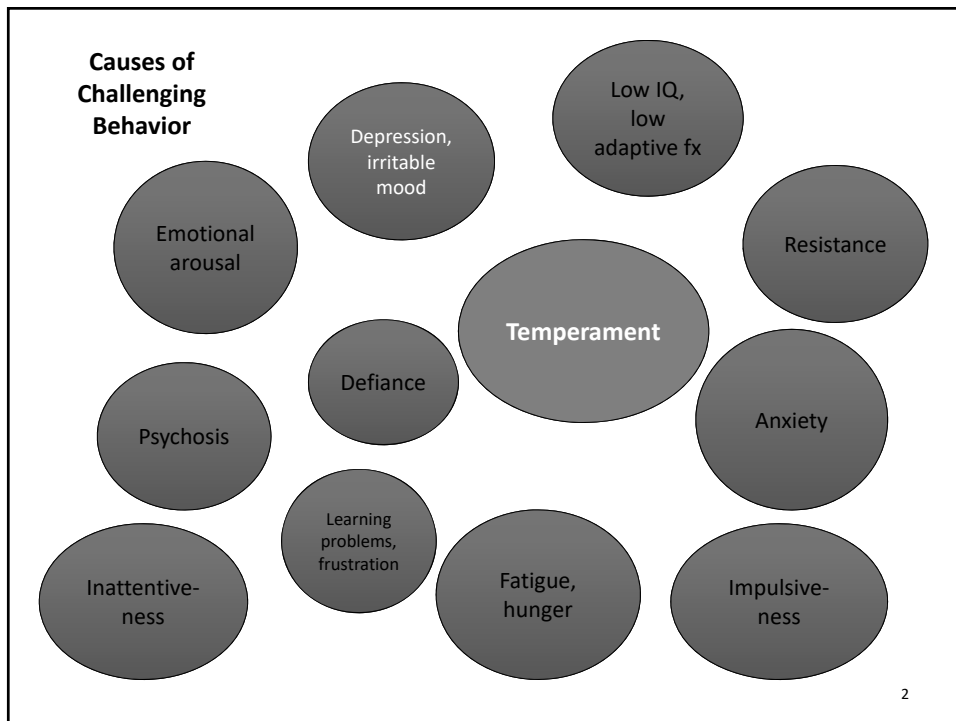 Causes of
Challenging
Behavior
Depression,
irritable
mood
Low IQ,
low
adaptive fx
Emotional
arousal
Resistance
Temperament
Defiance
Anxiety
Psychosis
Learning
problems,
frustration
Inattentive-
ness
Fatigue,
hunger
Impulsive-
ness
2